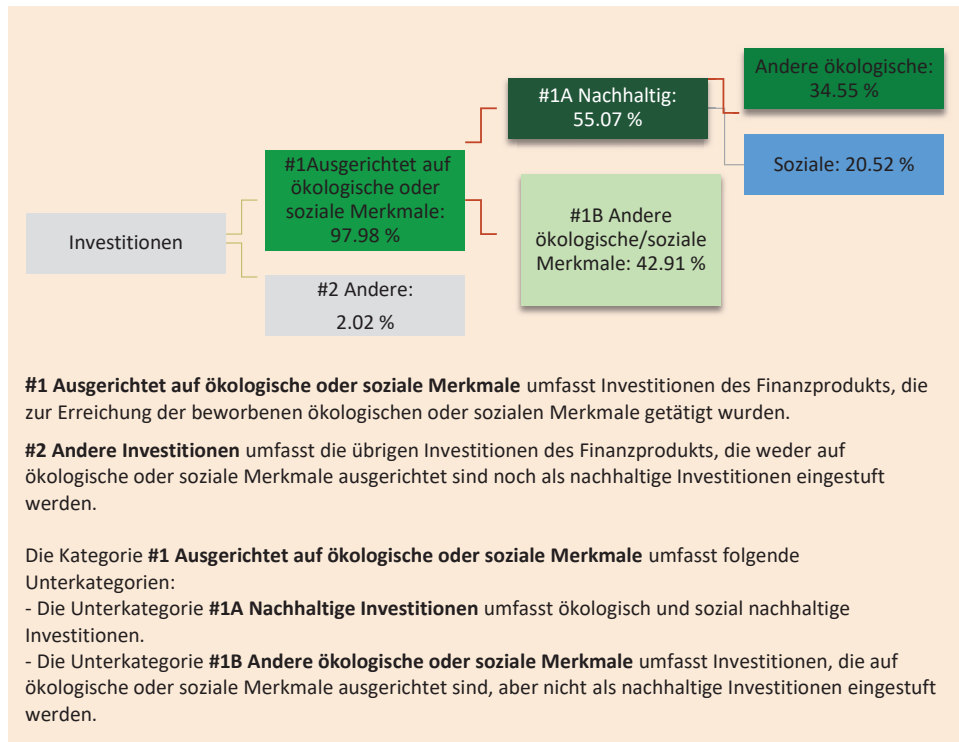 Investitionen
#1Ausgerichtet auf
ökologische oder
soziale Merkmale:
97.98 %
#2 Andere:
2.02 %
#1A Nachhaltig:
55.07 %
#1B Andere
ökologische/soziale
Merkmale: 42.91 %
Andere ökologische:
34.55 %
Soziale: 20.52 %
#1 Ausgerichtet auf ökologische oder soziale Merkmale umfasst Investitionen des Finanzprodukts, die
zur Erreichung der beworbenen ökologischen oder sozialen Merkmale getätigt wurden.
#2 Andere Investitionen umfasst die übrigen Investitionen des Finanzprodukts, die weder auf
ökologische oder soziale Merkmale ausgerichtet sind noch als nachhaltige Investitionen eingestuft
werden.
Die Kategorie #1 Ausgerichtet auf ökologische oder soziale Merkmale umfasst folgende
Unterkategorien:
- Die Unterkategorie #1A Nachhaltige Investitionen umfasst ökologisch und sozial nachhaltige
Investitionen.
- Die Unterkategorie #1B Andere ökologische oder soziale Merkmale umfasst Investitionen, die auf
ökologische oder soziale Merkmale ausgerichtet sind, aber nicht als nachhaltige Investitionen eingestuft
werden.